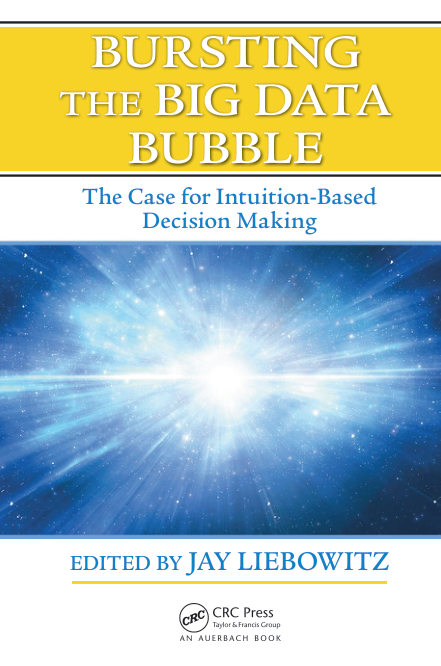 BURSTING
THE BIG DATA
BUBBLE
The Case for Intuition-Based
Decision Making
EDITED BY JAY LIEBOWITZ
CRC
CRC Press
Taylor & Francis Group
AN AUERBACH BOOK